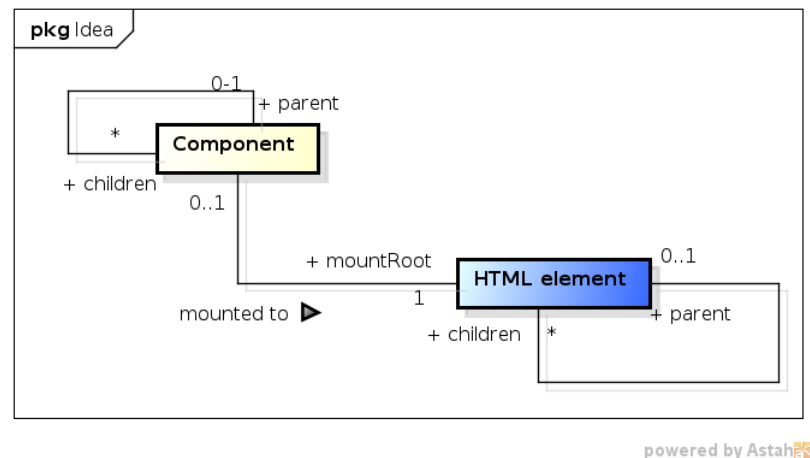 pkg Idea
0-1
+ parent
*
Component
+ children
0..1
+ mountRoot
0..1
HTML element
1
mounted to
+ parent
+ children
*
powered by Astah